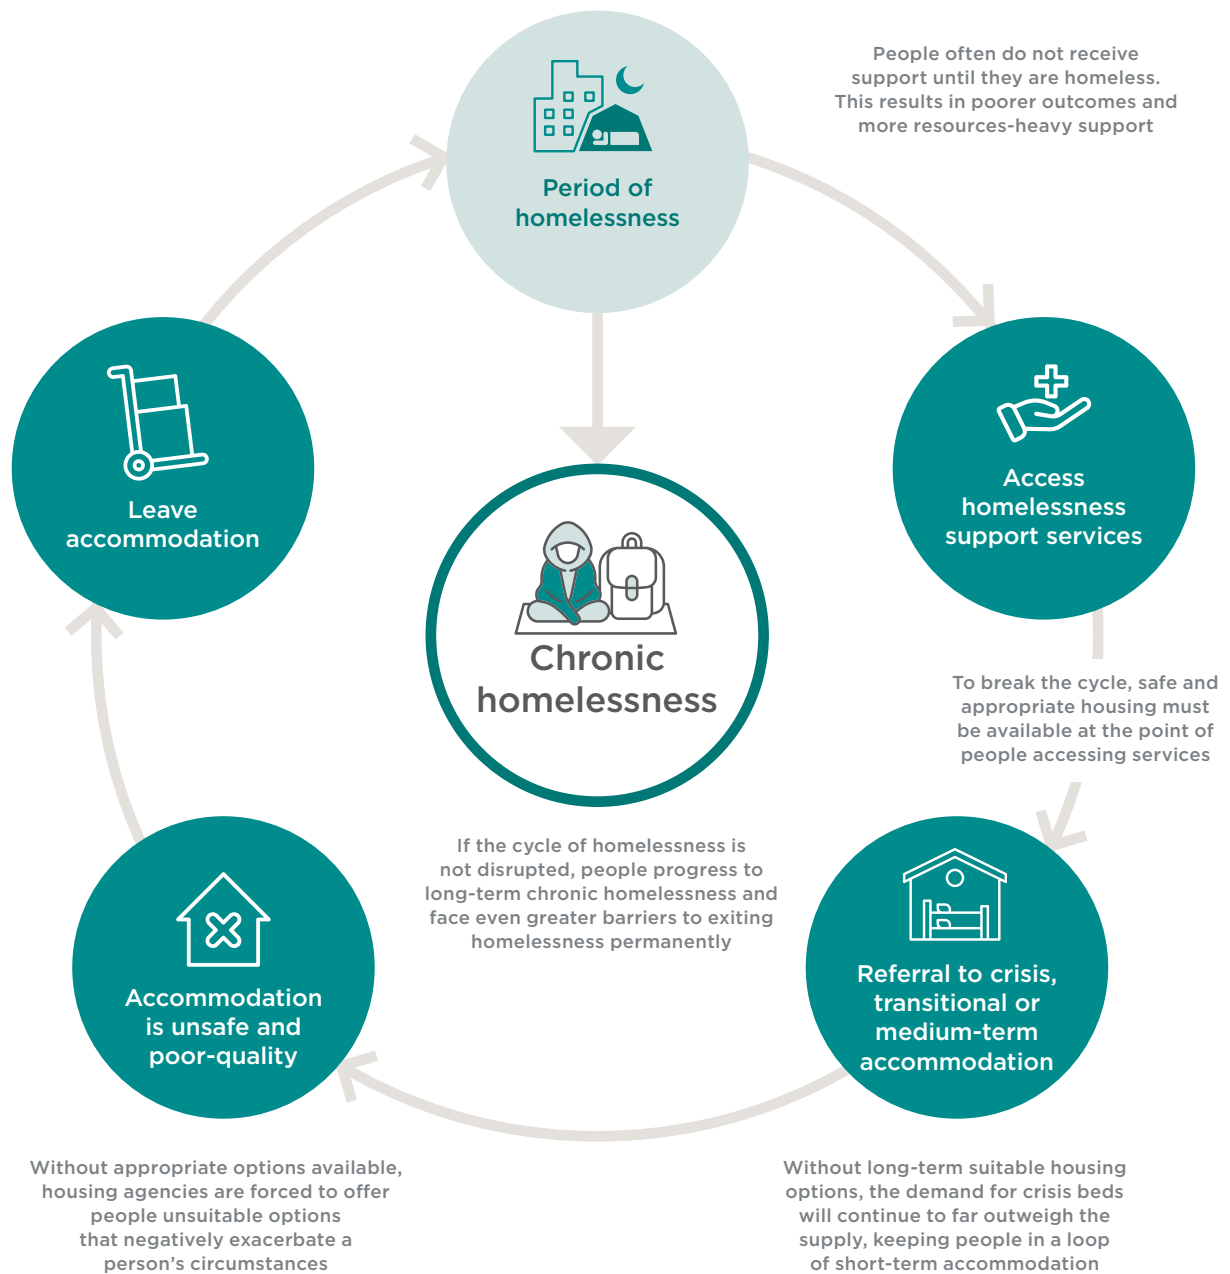 People often do not receive
support until they are homeless.
This results in poorer outcomes and
more resources-heavy support
Period of
homelessness
Access
homelessness
support services
To break the cycle, safe and
appropriate housing must
be available at the point of
people accessing services
Referral to crisis,
transitional or
medium-term
accommodation
Without long-term suitable housing
options, the demand for crisis beds
will continue to far outweigh the
supply, keeping people in a loop
of short-term accommodation
Accommodation
is unsafe and
poor-quality
Without appropriate options available,
housing agencies are forced to offer
people unsuitable options
that negatively exacerbate a
person’s circumstances
Leave
accommodation
Chronic
homelessness
If the cycle of homelessness is
not disrupted, people progress to
long-term chronic homelessness and
face even greater barriers to exiting
homelessness permanently